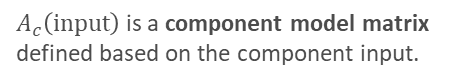 A_c(input) is a component model matrix
defined based on the component input.